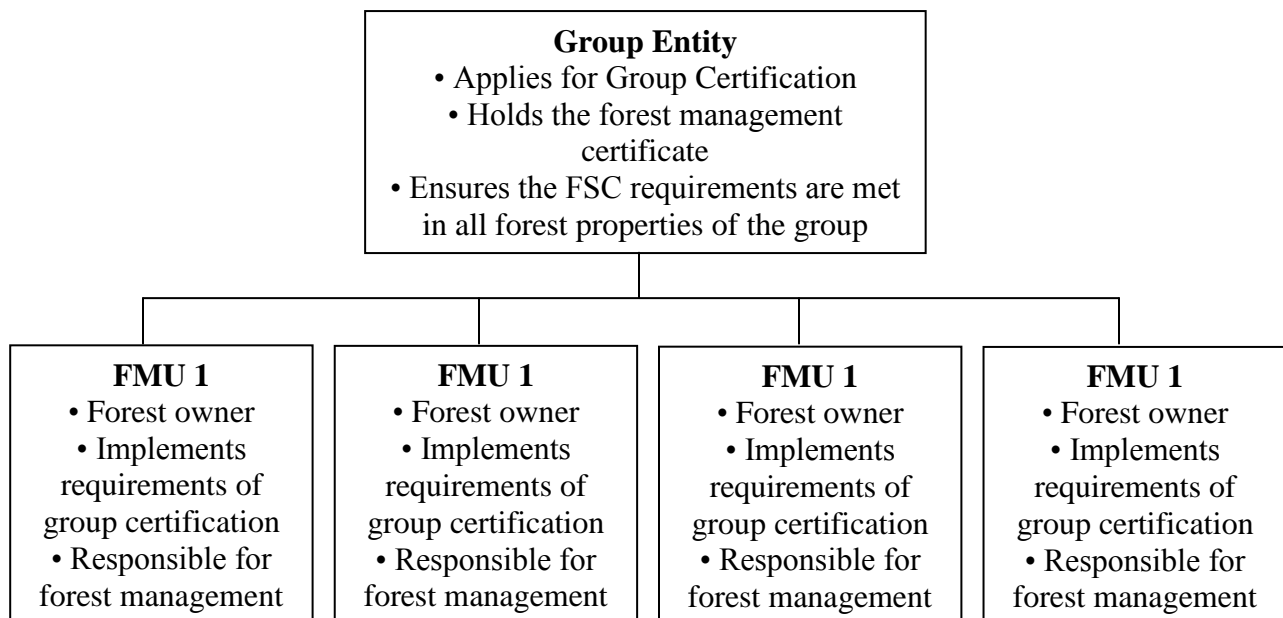 Group Entity
• Applies for Group Certification
• Holds the forest management
certificate
• Ensures the FSC requirements are met
in all forest properties of the group
FMU 1
• Forest owner
• Implements
requirements of
group certification
• Responsible for
forest management
FMU 1
• Forest owner
• Implements
requirements of
group certification
• Responsible for
forest management
FMU 1
• Forest owner
• Implements
requirements of
group certification
• Responsible for
forest management
FMU 1
• Forest owner
• Implements
requirements of
group certification
• Responsible for
forest management